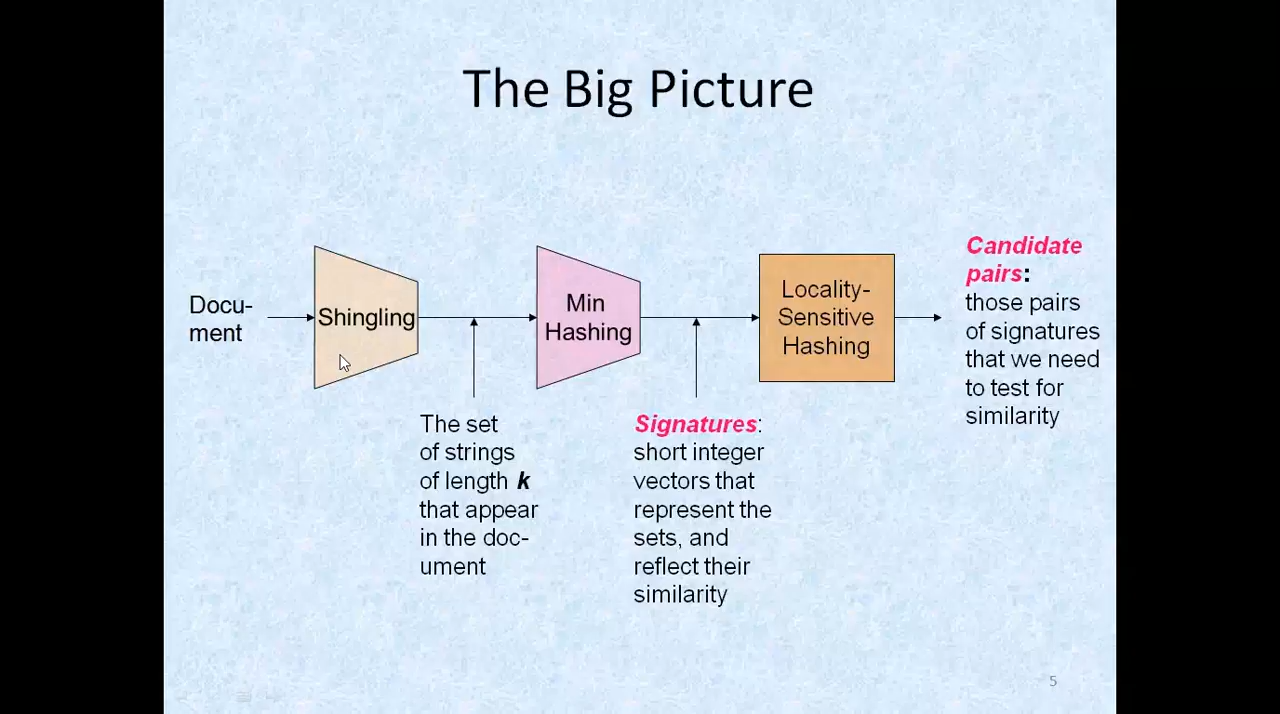 The Big Picture
Docu-
ment
Shingling
Min
Hashing
Locality-
Sensitive
Hashing
Candidate
pairs:
those pairs
of signatures
that we need
to test for
similarity
The set
of strings
of length k
that appear
in the doc-
ument
Signatures:
short integer
vectors that
represent the
sets, and
reflect their
similarity
5